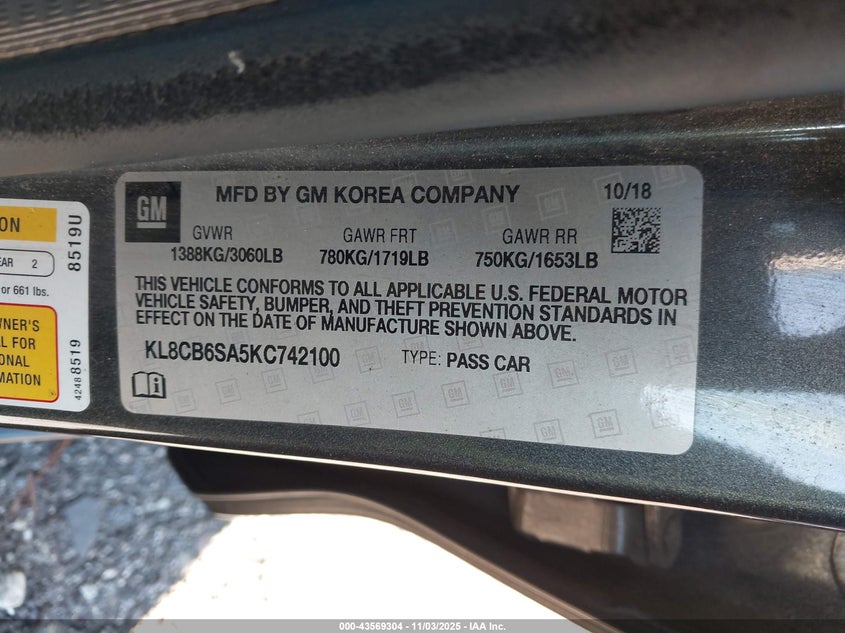 ON
EAR 2
or 661 lbs.
WNER'S
L FOR
IONAL
RMATION
8519U
42488519
GM
MFD BY GM KOREA COMPANY
10/18
GVWR
GAWR FRT
GAWR RR
1388KG/3060LB
780KG/1719LB
750KG/1653LB
THIS VEHICLE CONFORMS TO ALL APPLICABLE U.S. FEDERAL MOTOR
VEHICLE SAFETY, BUMPER, AND THEFT PREVENTION STANDARDS IN
EFFECT ON THE DATE OF MANUFACTURE SHOWN ABOVE.
KL8CB6SA5KC742100
TYPE: PASS CAR
000-43569304 - 11/03/2025 - IAA Inc.